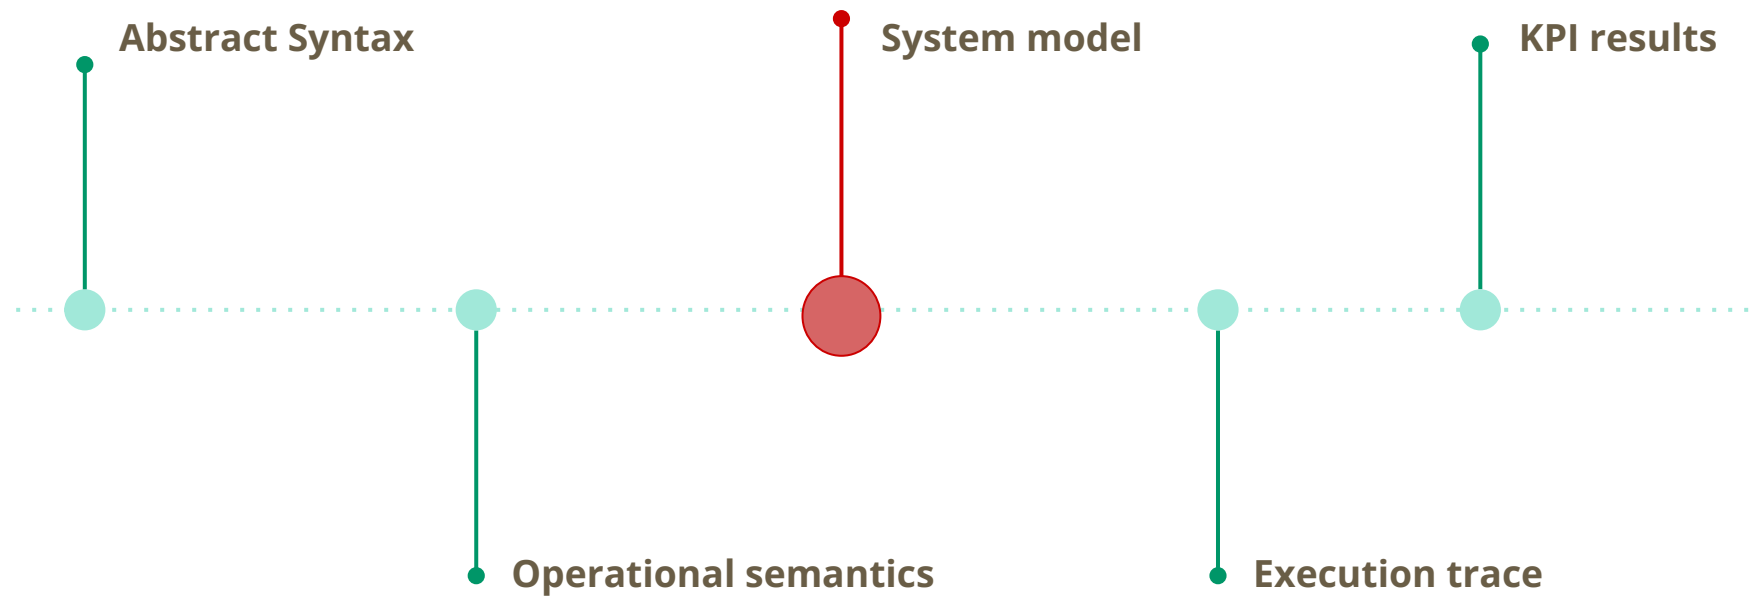 Abstract Syntax
System model
KPI results
Operational semantics
Execution trace